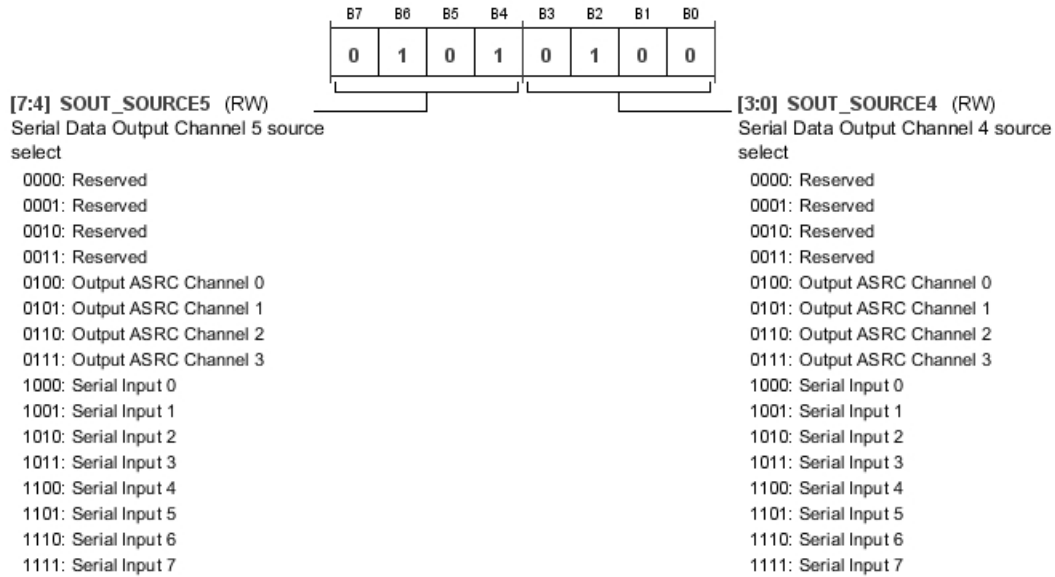 B7 B6 B5 B4 B3 B2 B1 B0
0 1 0 1 0 1 0 0
[7:4] SOUT_SOURCE5 (RW)
Serial Data Output Channel 5 source
select
0000: Reserved
0001: Reserved
0010: Reserved
0011: Reserved
0100: Output ASRC Channel 0
0101: Output ASRC Channel 1
0110: Output ASRC Channel 2
0111: Output ASRC Channel 3
1000: Serial Input 0
1001: Serial Input 1
1010: Serial Input 2
1011: Serial Input 3
1100: Serial Input 4
1101: Serial Input 5
1110: Serial Input 6
1111: Serial Input 7
[3:0] SOUT_SOURCE4 (RW)
Serial Data Output Channel 4 source
select
0000: Reserved
0001: Reserved
0010: Reserved
0011: Reserved
0100: Output ASRC Channel 0
0101: Output ASRC Channel 1
0110: Output ASRC Channel 2
0111: Output ASRC Channel 3
1000: Serial Input 0
1001: Serial Input 1
1010: Serial Input 2
1011: Serial Input 3
1100: Serial Input 4
1101: Serial Input 5
1110: Serial Input 6
1111: Serial Input 7